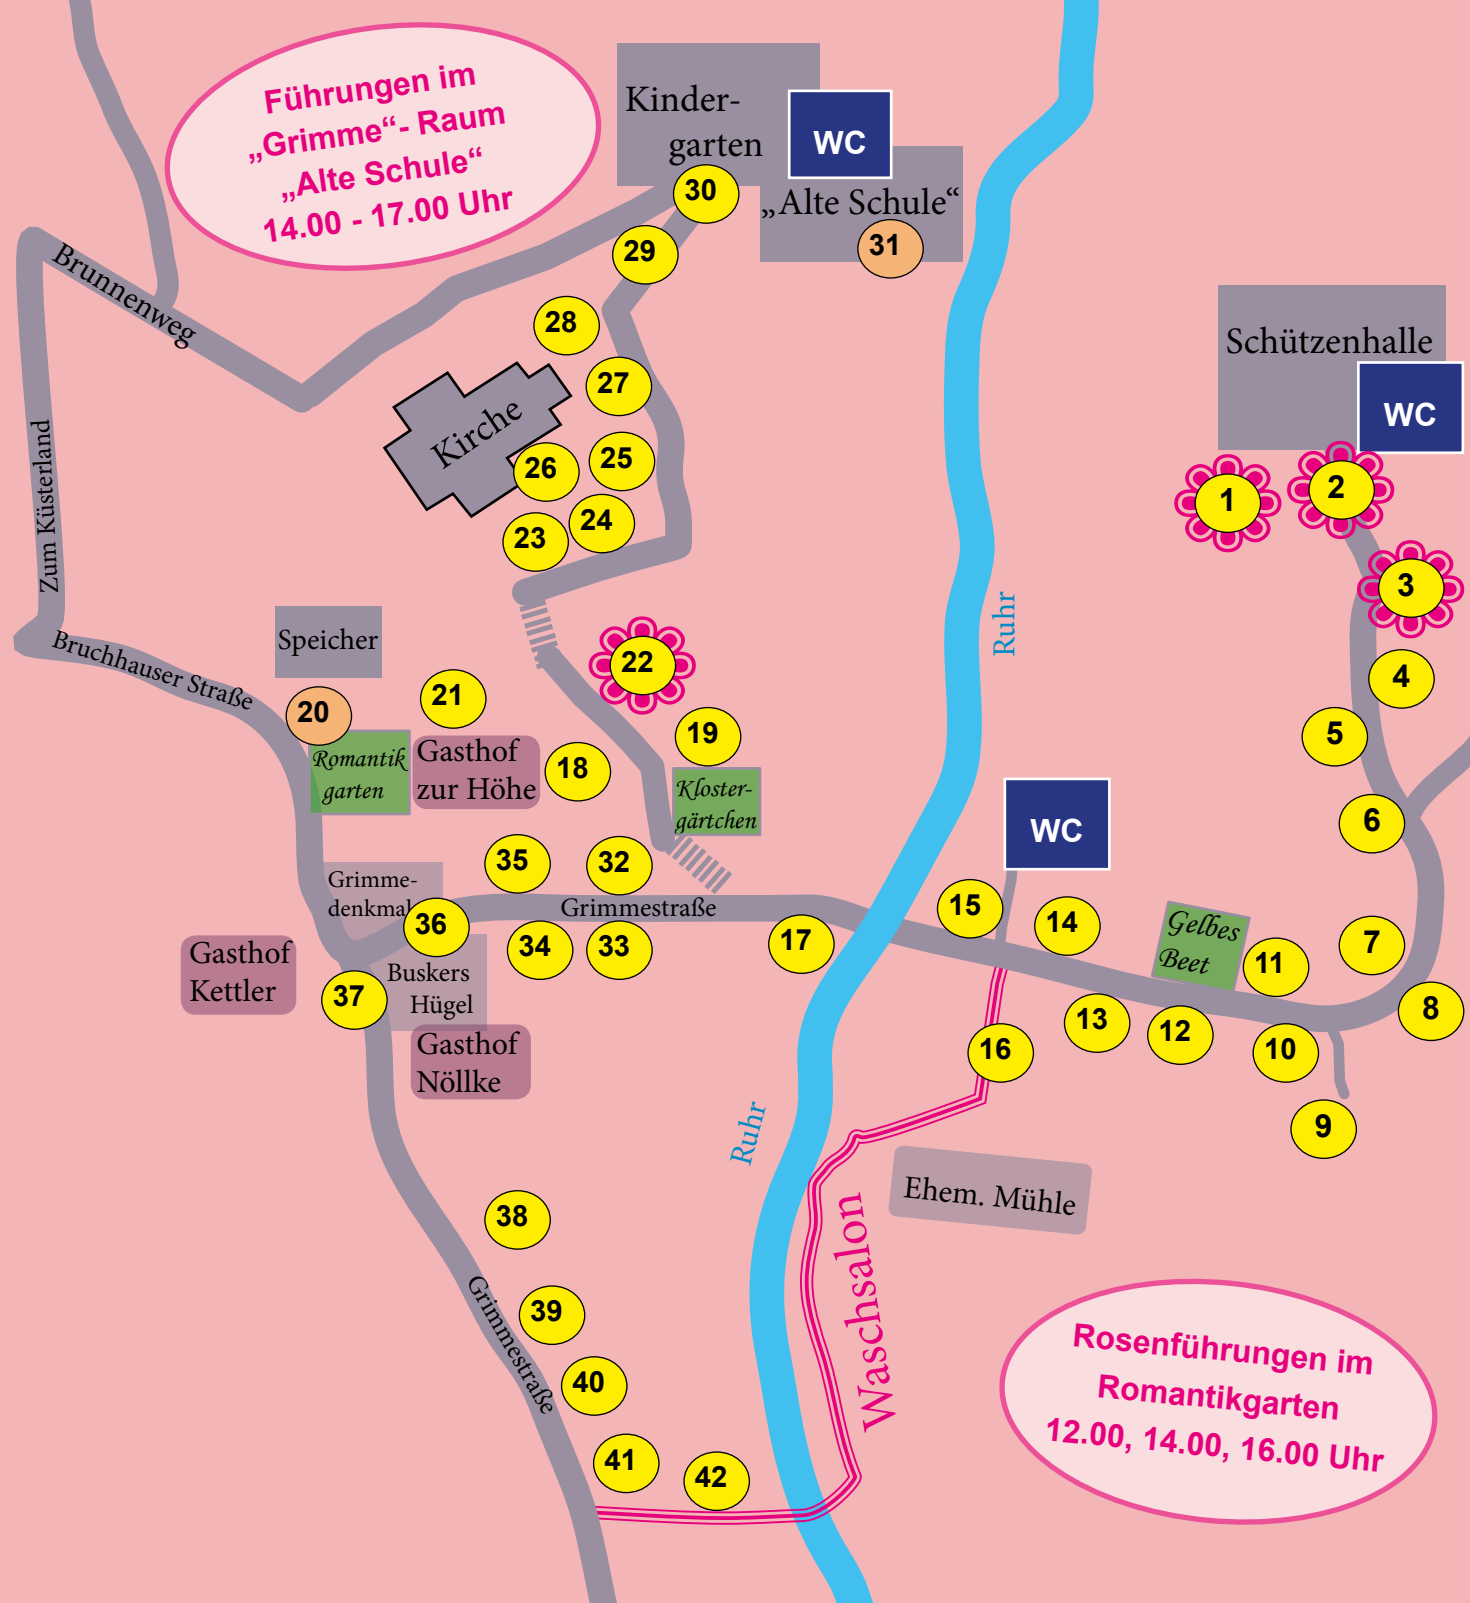 Führungen im
„Grimme“- Raum
„Alte Schule“
14.00 - 17.00 Uhr
Kinder-
garten
WC
30
„Alte Schule“
31
29
Brunnenweg
28
27
Kirche
26
25
24
23
Schützenhalle
WC
1
2
3
4
5
6
7
8
9
10
11
12
13
14
15
16
17
Zum Küsterland
Bruchhauser Straße
Speicher
20
21
22
19
18
Romantik
garten
Gasthof
zur Höhe
Kloster-
gärtchen
Ruhr
WC
Gelbes
Beet
35
32
Grimme-
denkmal
36
Grimmestraße
34
33
Gasthof
Kettler
37
Buskers
Hügel
Gasthof
Nöllke
Ruhr
Ehem. Mühle
Waschsalon
38
39
Grimmestraße
40
41
42
Rosenführungen im
Romantikgarten
12.00, 14.00, 16.00 Uhr